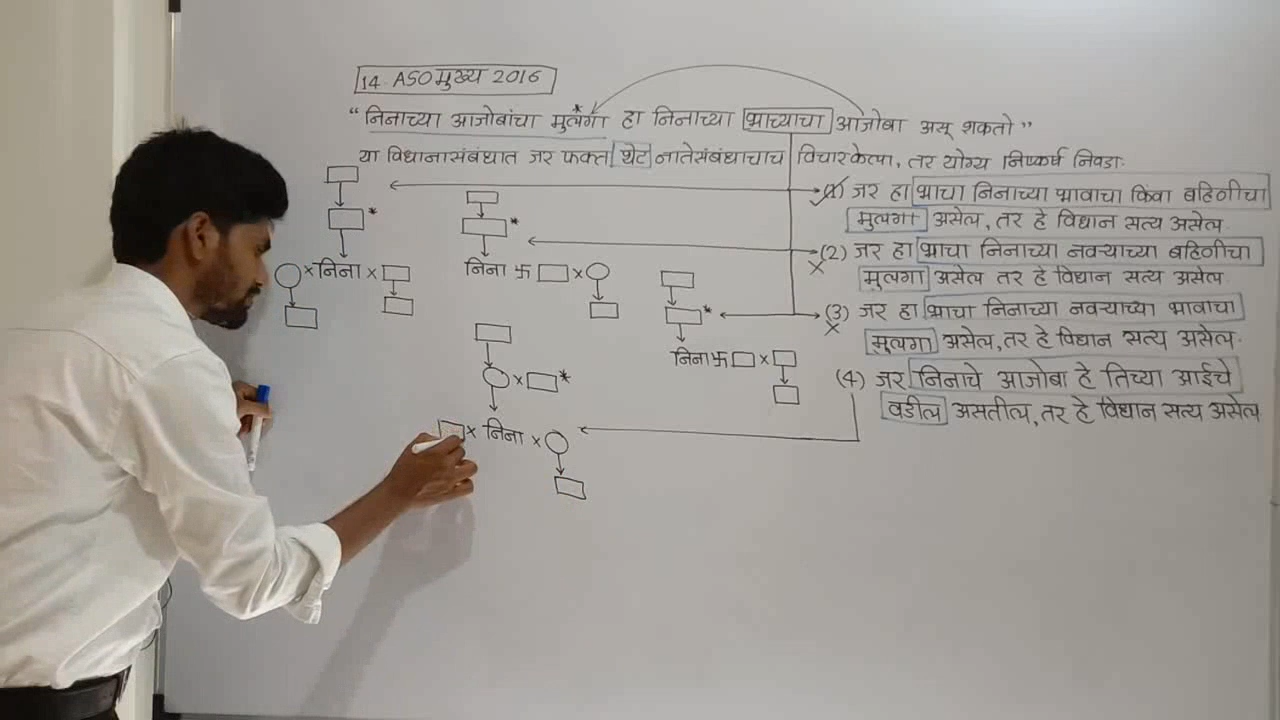 14. ASO मुख्य 2016
“ निनाच्या आजोबांचा मुलगा* हा निनाच्या भाच्याचा आजोबा असू शकतो ”
या विधानासंबंधात जर फक्त थेट नातेसंबंधाचाच विचार केल्या, तर योग्य निष्कर्ष निवडा:
(1) जर हा भाचा निनाच्या भावाचा किंवा बहिणीचा
मुलगा असेल, तर हे विधान सत्य असेल.
(2) जर हा भाचा निनाच्या नवऱ्याच्या बहिणीचा
मुलगा असेल तर हे विधान सत्य असेल.
(3) जर हा भाचा निनाच्या नवऱ्याच्या भावाचा
मुलगा असेल, तर हे विधान सत्य असेल.
(4) जर निनाचे आजोबा हे तिच्या आईचे
वडील असतील, तर हे विधान सत्य असेल
*
× निना ×
*
निना 卐 ×
*
निना 卐 ×
× *
× निना ×